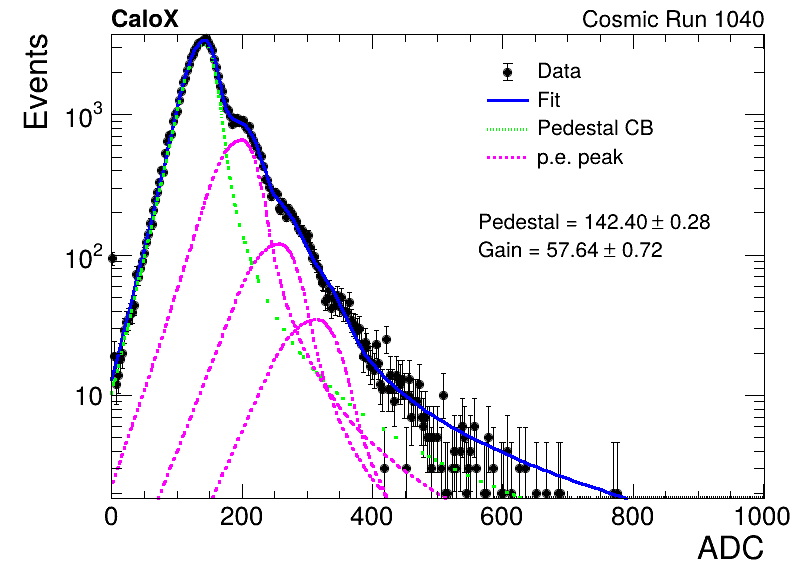 CaloX Cosmic Run 1040
Events
Data
Fit
Pedestal CB
p.e. peak
Pedestal = 142.40 ± 0.28
Gain = 57.64 ± 0.72
10³
10²
10
0 200 400 600 800 1000
ADC